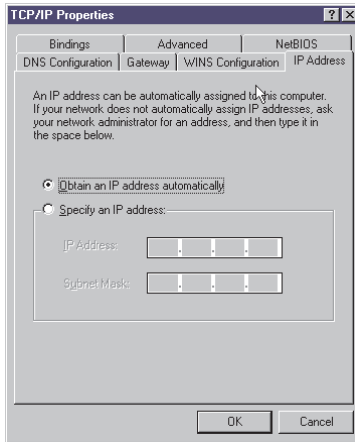 TCP/IP Properties
Bindings Advanced NetBIOS
DNS Configuration Gateway WINS Configuration IP Address
An IP address can be automatically assigned to this computer.
If your network does not automatically assign IP addresses, ask
your network administrator for an address, and then type it in
the space below.
Obtain an IP address automatically
Specify an IP address:
IP Address:
Subnet Mask:
OK Cancel